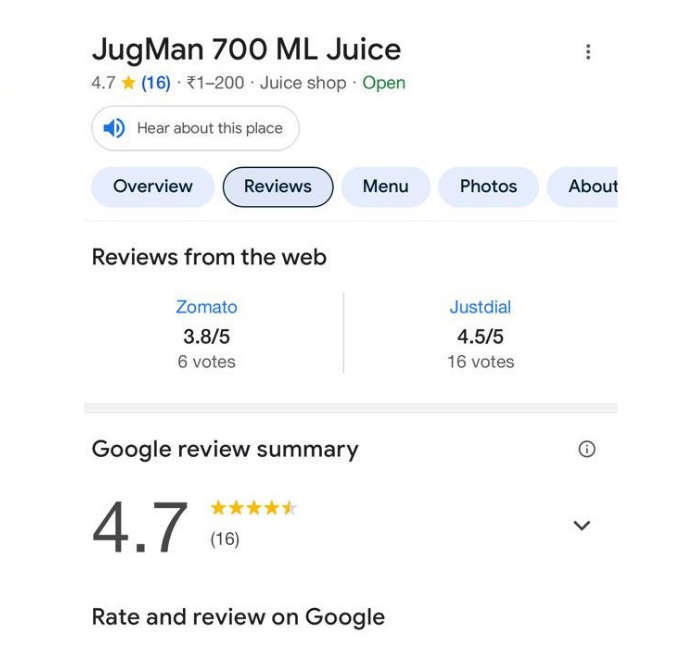 JugMan 700 ML Juice
4.7 ★ (16) · ₹1–200 · Juice shop · Open
Hear about this place
Overview Reviews Menu Photos About
Reviews from the web
Zomato Justdial
3.8/5 4.5/5
6 votes 16 votes
Google review summary
4.7
(16)
Rate and review on Google